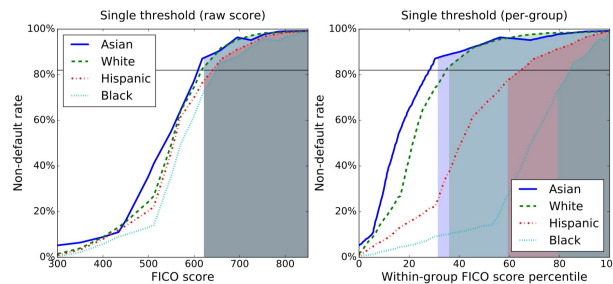 Single threshold (raw score)
100%
80%
60%
40%
20%
0%
Non-default rate
Asian
White
Hispanic
Black
300 400 500 600 700 800
FICO score
Single threshold (per-group)
100%
80%
60%
40%
20%
0%
Non-default rate
Asian
White
Hispanic
Black
0 20 40 60 80 100
Within-group FICO score percentile